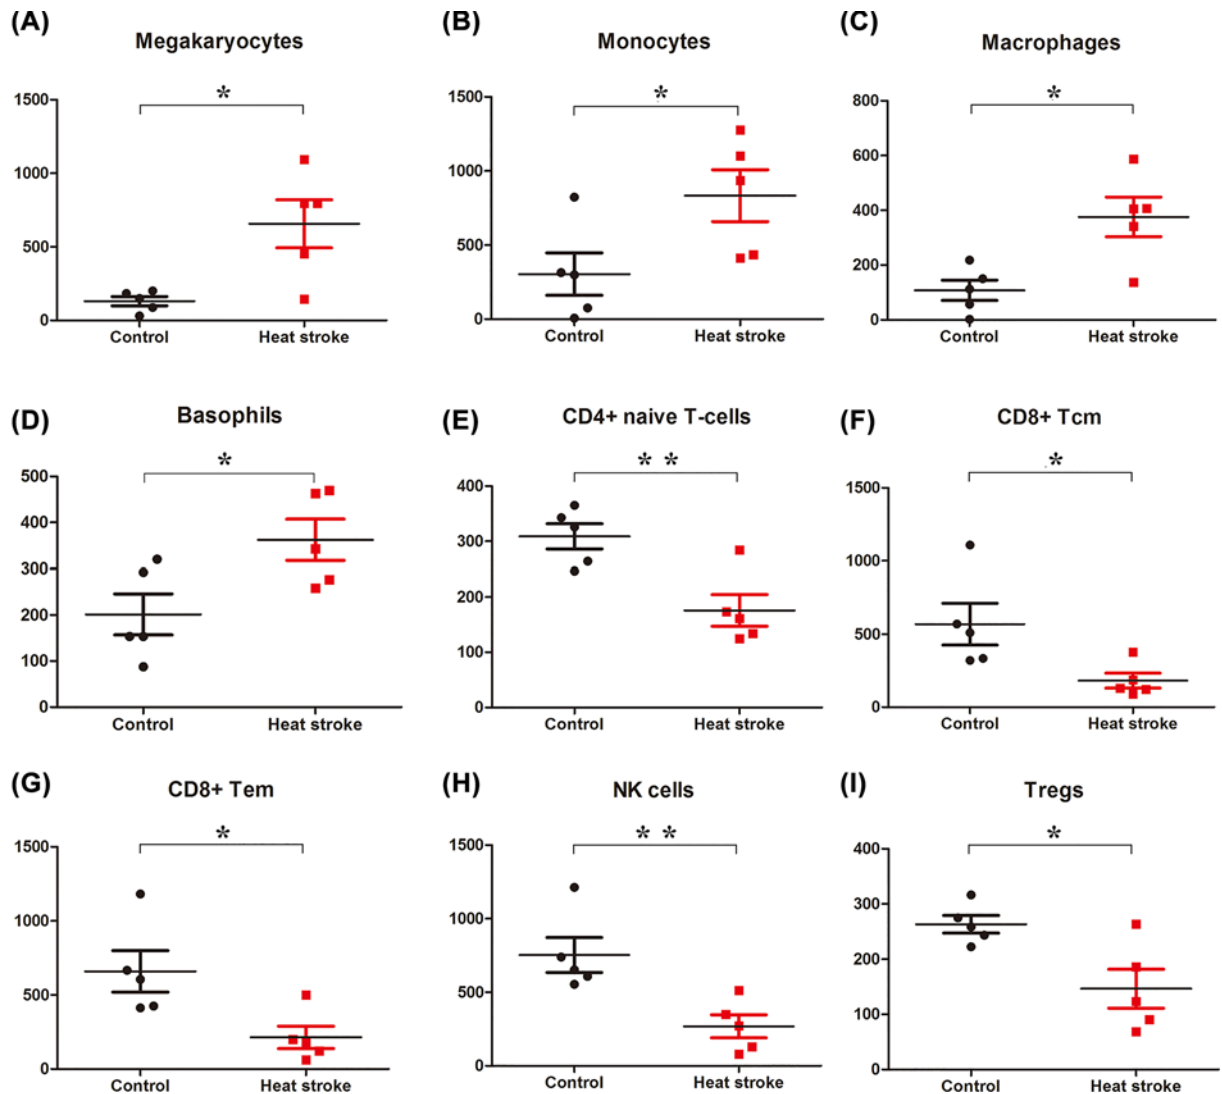 (A)
Megakaryocytes
*
1500
1000
500
0
Control Heat stroke
(B)
Monocytes
*
1500
1000
500
0
Control Heat stroke
(C)
Macrophages
*
800
600
400
200
0
Control Heat stroke
(D)
Basophils
*
500
400
300
200
100
0
Control Heat stroke
(E)
CD4+ naive T-cells
* *
400
300
200
100
0
Control Heat stroke
(F)
CD8+ Tcm
*
1500
1000
500
0
Control Heat stroke
(G)
CD8+ Tem
*
1500
1000
500
0
Control Heat stroke
(H)
NK cells
* *
1500
1000
500
0
Control Heat stroke
(I)
Tregs
*
400
300
200
100
0
Control Heat stroke